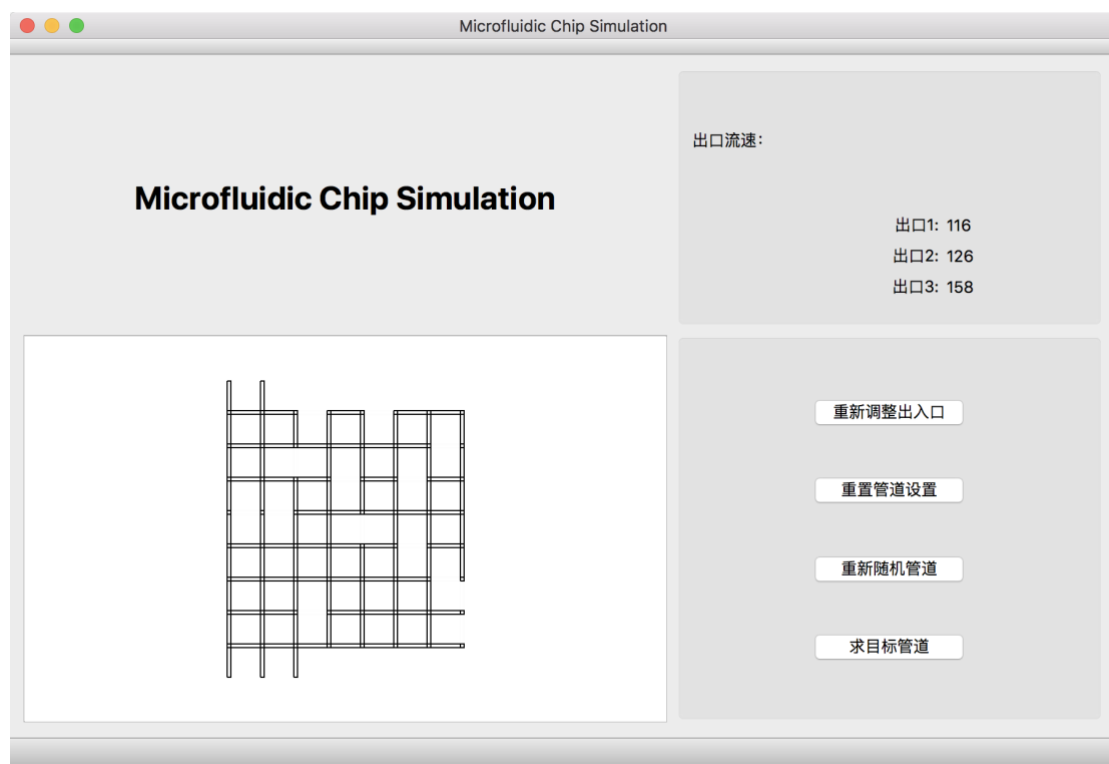 Microfluidic Chip Simulation
Microfluidic Chip Simulation
出口流速:
出口1: 116
出口2: 126
出口3: 158
重新调整出入口
重置管道设置
重新随机管道
求目标管道